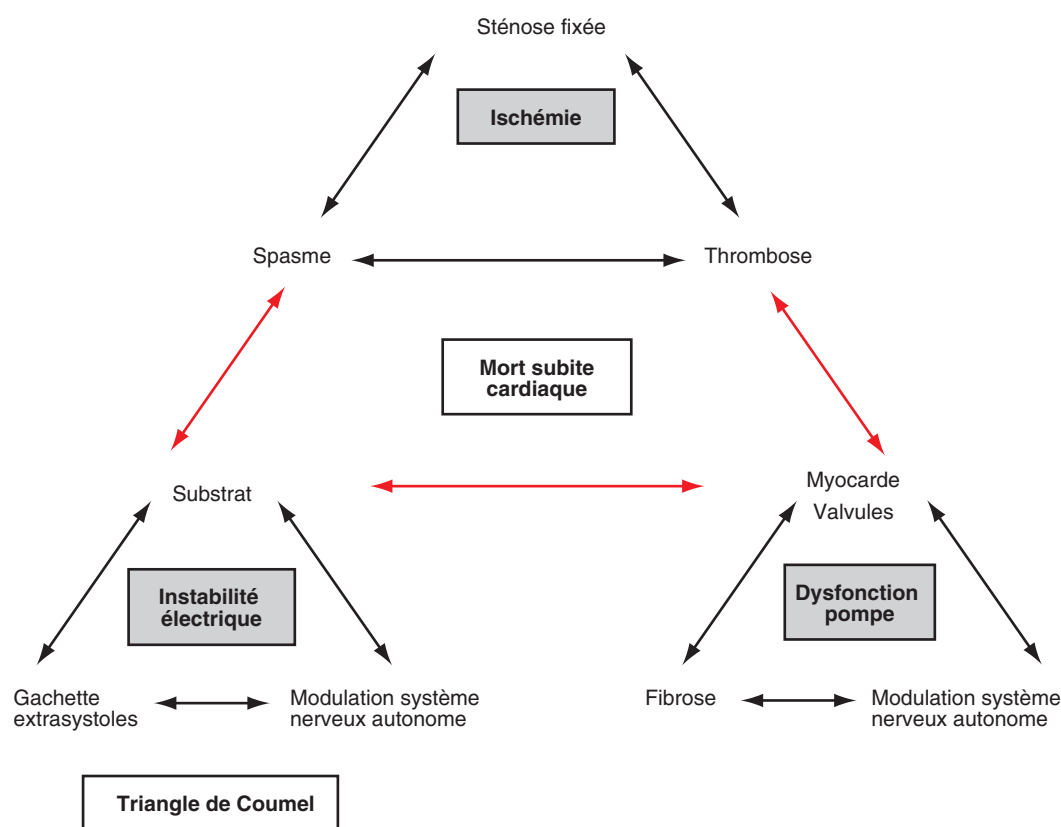 Sténose fixée
Ischémie
Spasme
Thrombose
Mort subite
cardiaque
Substrat
Myocarde
Valvules
Instabilité
électrique
Dysfonction
pompe
Gachette
extrasystoles
Modulation système
nerveux autonome
Fibrose
Modulation système
nerveux autonome
Triangle de Coumel